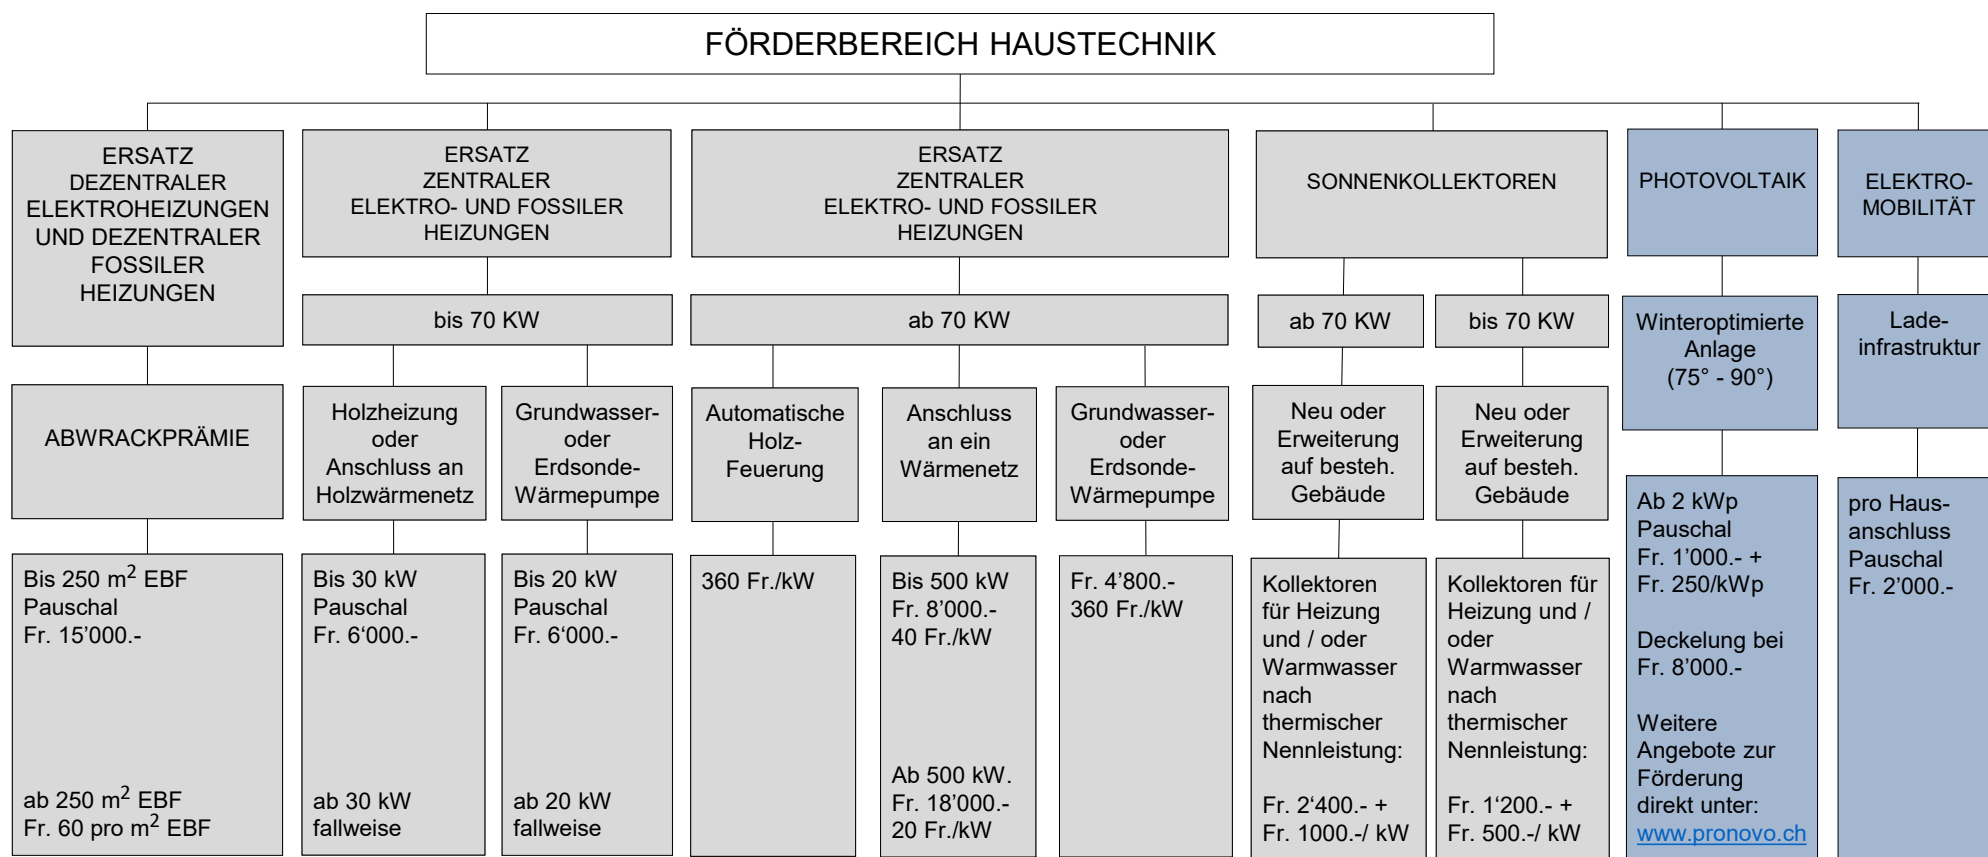 FÖRDERBEREICH HAUSTECHNIK
ERSATZ
DEZENTRALER
ELEKTROHEIZUNGEN
UND DEZENTRALER
FOSSILER
HEIZUNGEN
ABWRACKPRÄMIE
Bis 250 m² EBF
Pauschal
Fr. 15’000.-
ab 250 m² EBF
Fr. 60 pro m² EBF
ERSATZ
ZENTRALER
ELEKTRO- UND FOSSILER
HEIZUNGEN
bis 70 KW
Holzheizung
oder
Anschluss an
Holzwärmenetz
Bis 30 kW
Pauschal
Fr. 6‘000.-
ab 30 kW
fallweise
Grundwasser-
oder
Erdsonde-
Wärmepumpe
Bis 20 kW
Pauschal
Fr. 6‘000.-
ab 20 kW
fallweise
ERSATZ
ZENTRALER
ELEKTRO- UND FOSSILER
HEIZUNGEN
ab 70 KW
Automatische
Holz-
Feuerung
360 Fr./kW
Anschluss
an ein
Wärmenetz
Bis 500 kW
Fr. 8’000.-
40 Fr./kW
Ab 500 kW.
Fr. 18’000.-
20 Fr./kW
Grundwasser-
oder
Erdsonde-
Wärmepumpe
Fr. 4’800.-
360 Fr./kW
SONNENKOLLEKTOREN
ab 70 KW
Neu oder
Erweiterung
auf besteh.
Gebäude
Kollektoren
für Heizung
und / oder
Warmwasser
nach
thermischer
Nennleistung:
Fr. 2‘400.- +
Fr. 1000.-/ kW
bis 70 KW
Neu oder
Erweiterung
auf besteh.
Gebäude
Kollektoren für
Heizung und /
oder
Warmwasser
nach
thermischer
Nennleistung:
Fr. 1‘200.- +
Fr. 500.-/ kW
PHOTOVOLTAIK
Winteroptimierte
Anlage
(75° - 90°)
Ab 2 kWp
Pauschal
Fr. 1’000.- +
Fr. 250/kWp
Deckelung bei
Fr. 8’000.-
Weitere
Angebote zur
Förderung
direkt unter:
www.pronovo.ch
ELEKTRO-
MOBILITÄT
Lade-
infrastruktur
pro Haus-
anschluss
Pauschal
Fr. 2’000.-